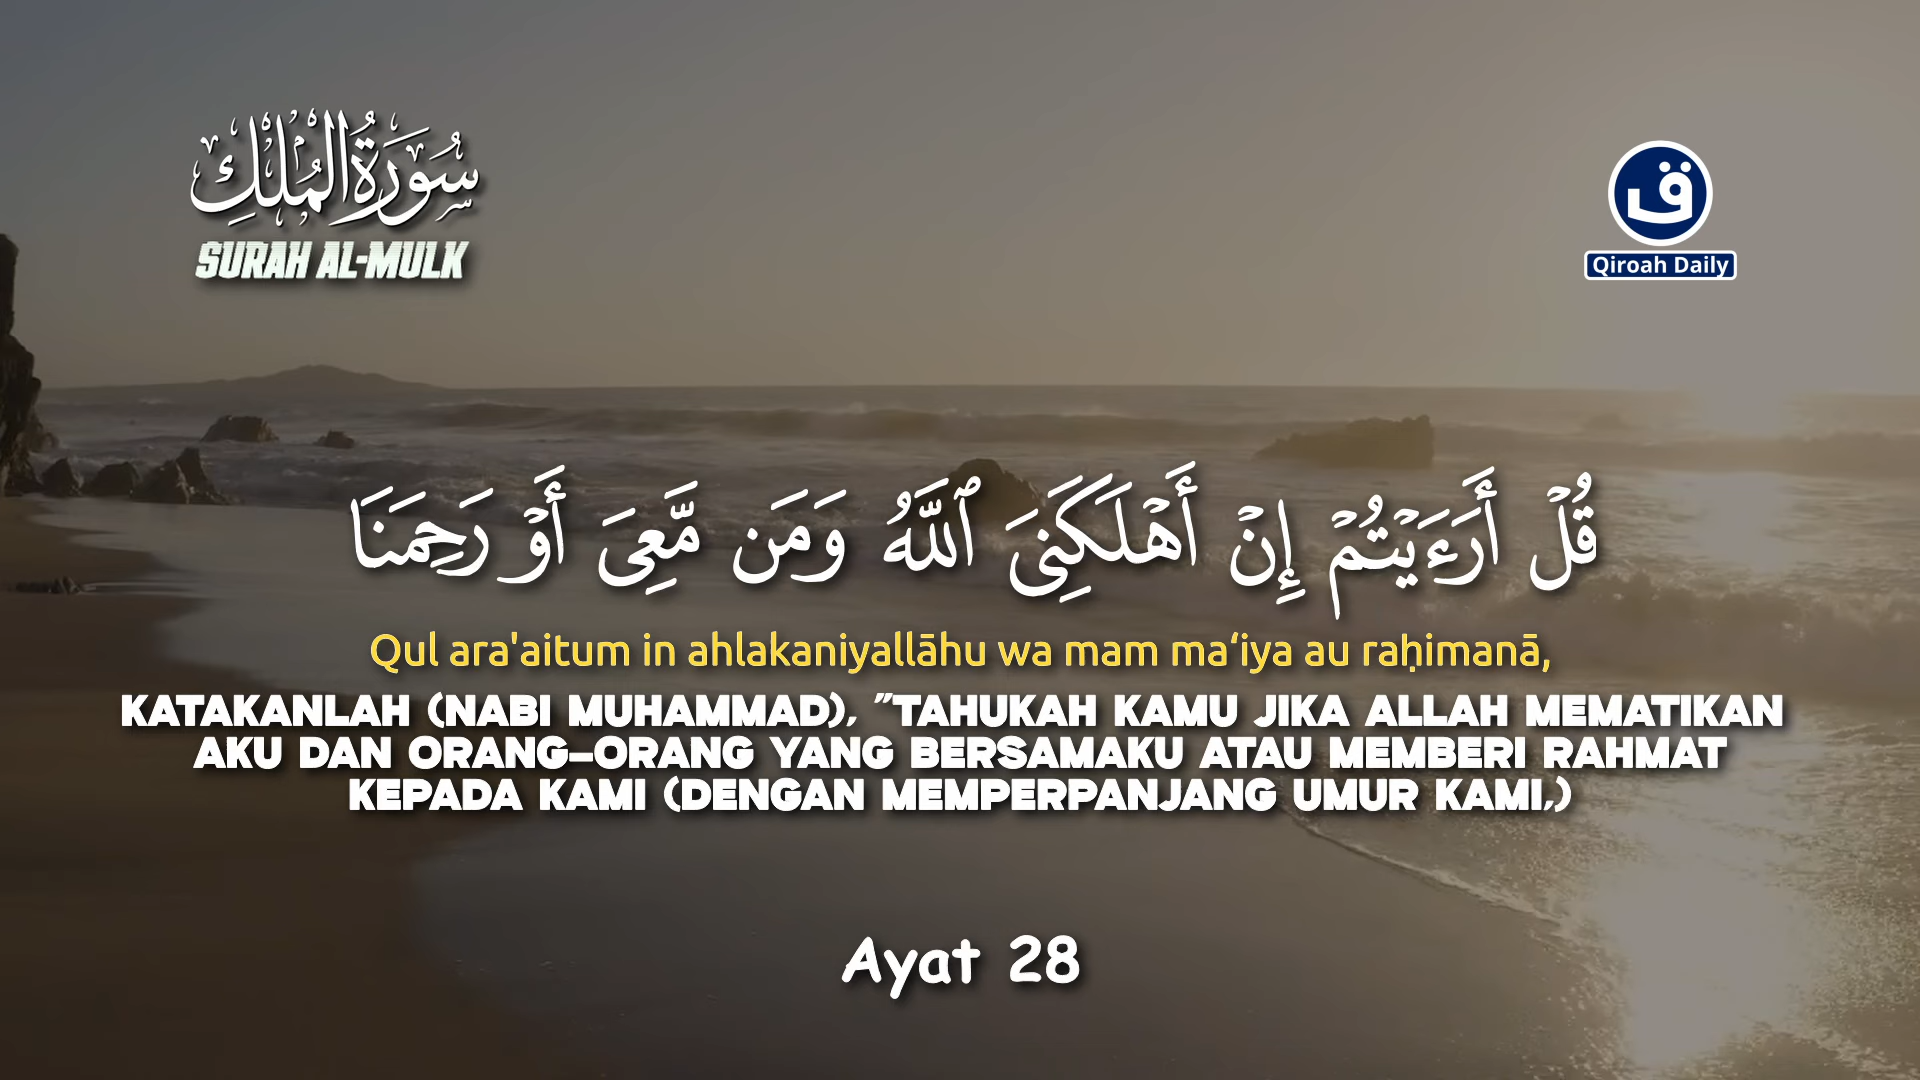 سُورَةُ الْمُلْكِ
SURAH AL-MULK
ق
Qiroah Daily
قُلْ أَرَءَيْتُمْ إِنْ أَهْلَكَنِىَ ٱللَّهُ وَمَن مَّعِىَ أَوْ رَحِمَنَا
Qul ara'aitum in ahlakaniyallāhu wa mam ma‘iya au raḥimanā,
KATAKANLAH (NABI MUHAMMAD), "TAHUKAH KAMU JIKA ALLAH MEMATIKAN
AKU DAN ORANG-ORANG YANG BERSAMAKU ATAU MEMBERI RAHMAT
KEPADA KAMI (DENGAN MEMPERPANJANG UMUR KAMI,)
Ayat 28